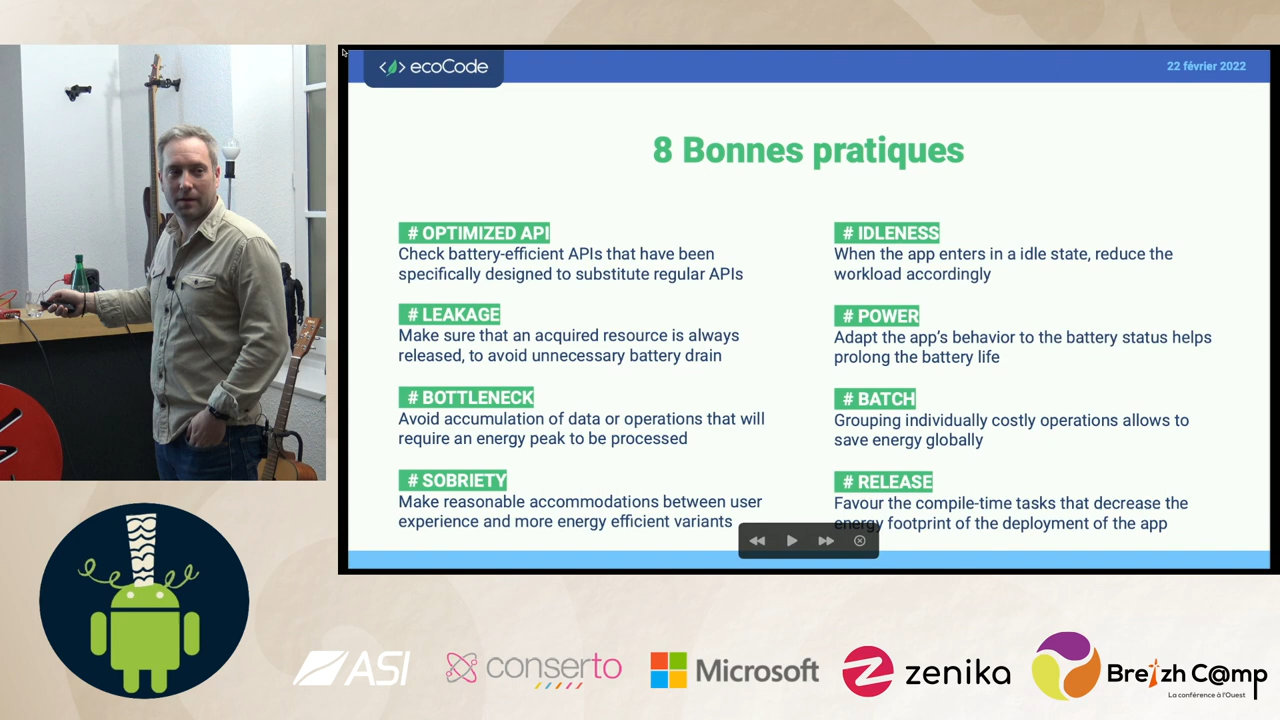 ecoCode
22 février 2022
8 Bonnes pratiques
# OPTIMIZED API
Check battery-efficient APIs that have been
specifically designed to substitute regular APIs
# LEAKAGE
Make sure that an acquired resource is always
released, to avoid unnecessary battery drain
# BOTTLENECK
Avoid accumulation of data or operations that will
require an energy peak to be processed
# SOBRIETY
Make reasonable accommodations between user
experience and more energy efficient variants
# IDLENESS
When the app enters in a idle state, reduce the
workload accordingly
# POWER
Adapt the app's behavior to the battery status helps
prolong the battery life
# BATCH
Grouping individually costly operations allows to
save energy globally
# RELEASE
Favour the compile-time tasks that decrease the
energy footprint of the deployment of the app
ASI
conserto
Microsoft
zenika
Breizh C@mp
La conférence à l'Ouest